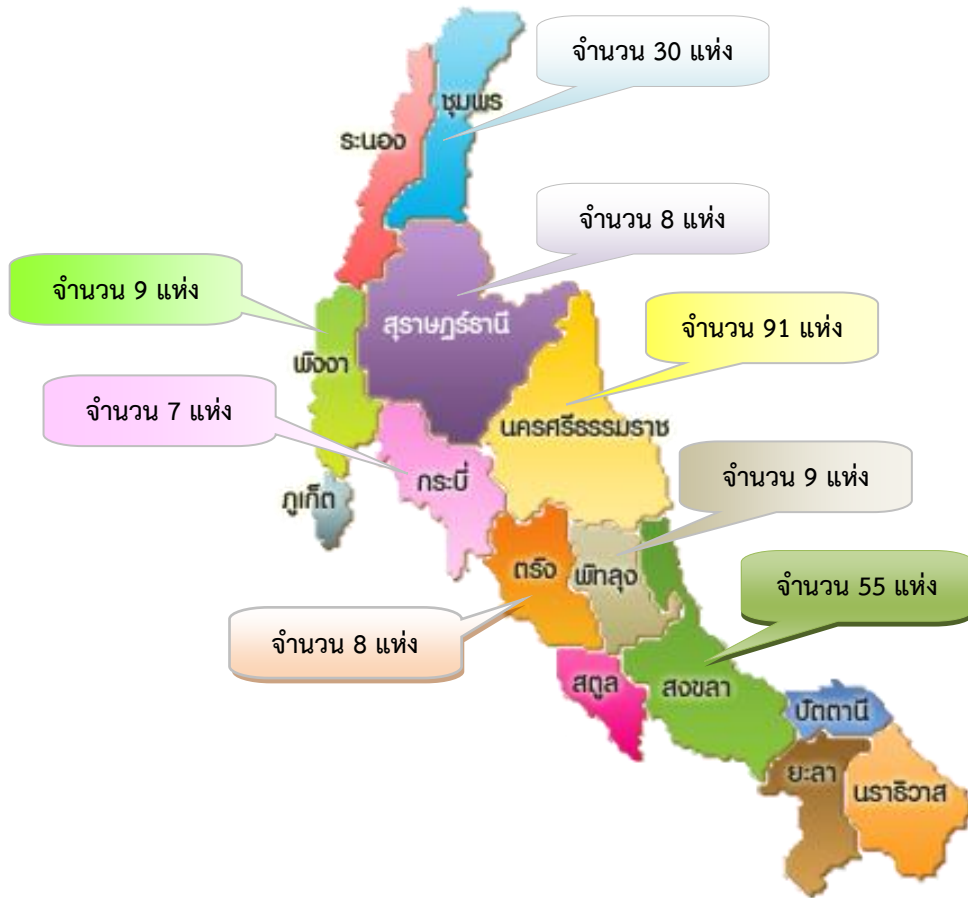 จำนวน 30 แห่ง
ชุมพร
ระนอง
จำนวน 8 แห่ง
จำนวน 9 แห่ง
สุราษฎร์ธานี
จำนวน 91 แห่ง
พังงา
จำนวน 7 แห่ง
นครศรีธรรมราช
จำนวน 9 แห่ง
กระบี่
ภูเก็ต
ตรัง
พัทลุง
จำนวน 55 แห่ง
จำนวน 8 แห่ง
สตูล
สงขลา
ปัตตานี
ยะลา
นราธิวาส